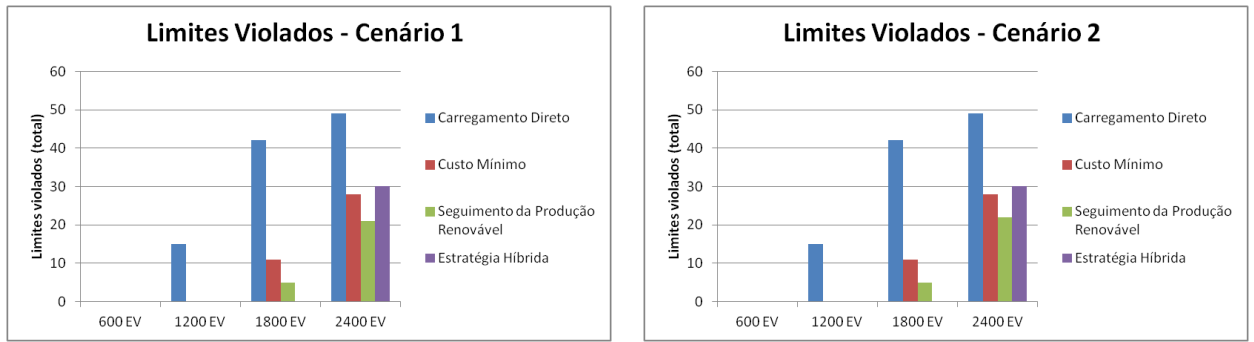 Limites Violados - Cenário 1
Limites violados (total)
60
50
40
30
20
10
0
600 EV
1200 EV
1800 EV
2400 EV
Carregamento Direto
Custo Mínimo
Seguimento da Produção
Renovável
Estratégia Híbrida
Limites Violados - Cenário 2
Limites violados (total)
60
50
40
30
20
10
0
600 EV
1200 EV
1800 EV
2400 EV
Carregamento Direto
Custo Mínimo
Seguimento da Produção
Renovável
Estratégia Híbrida